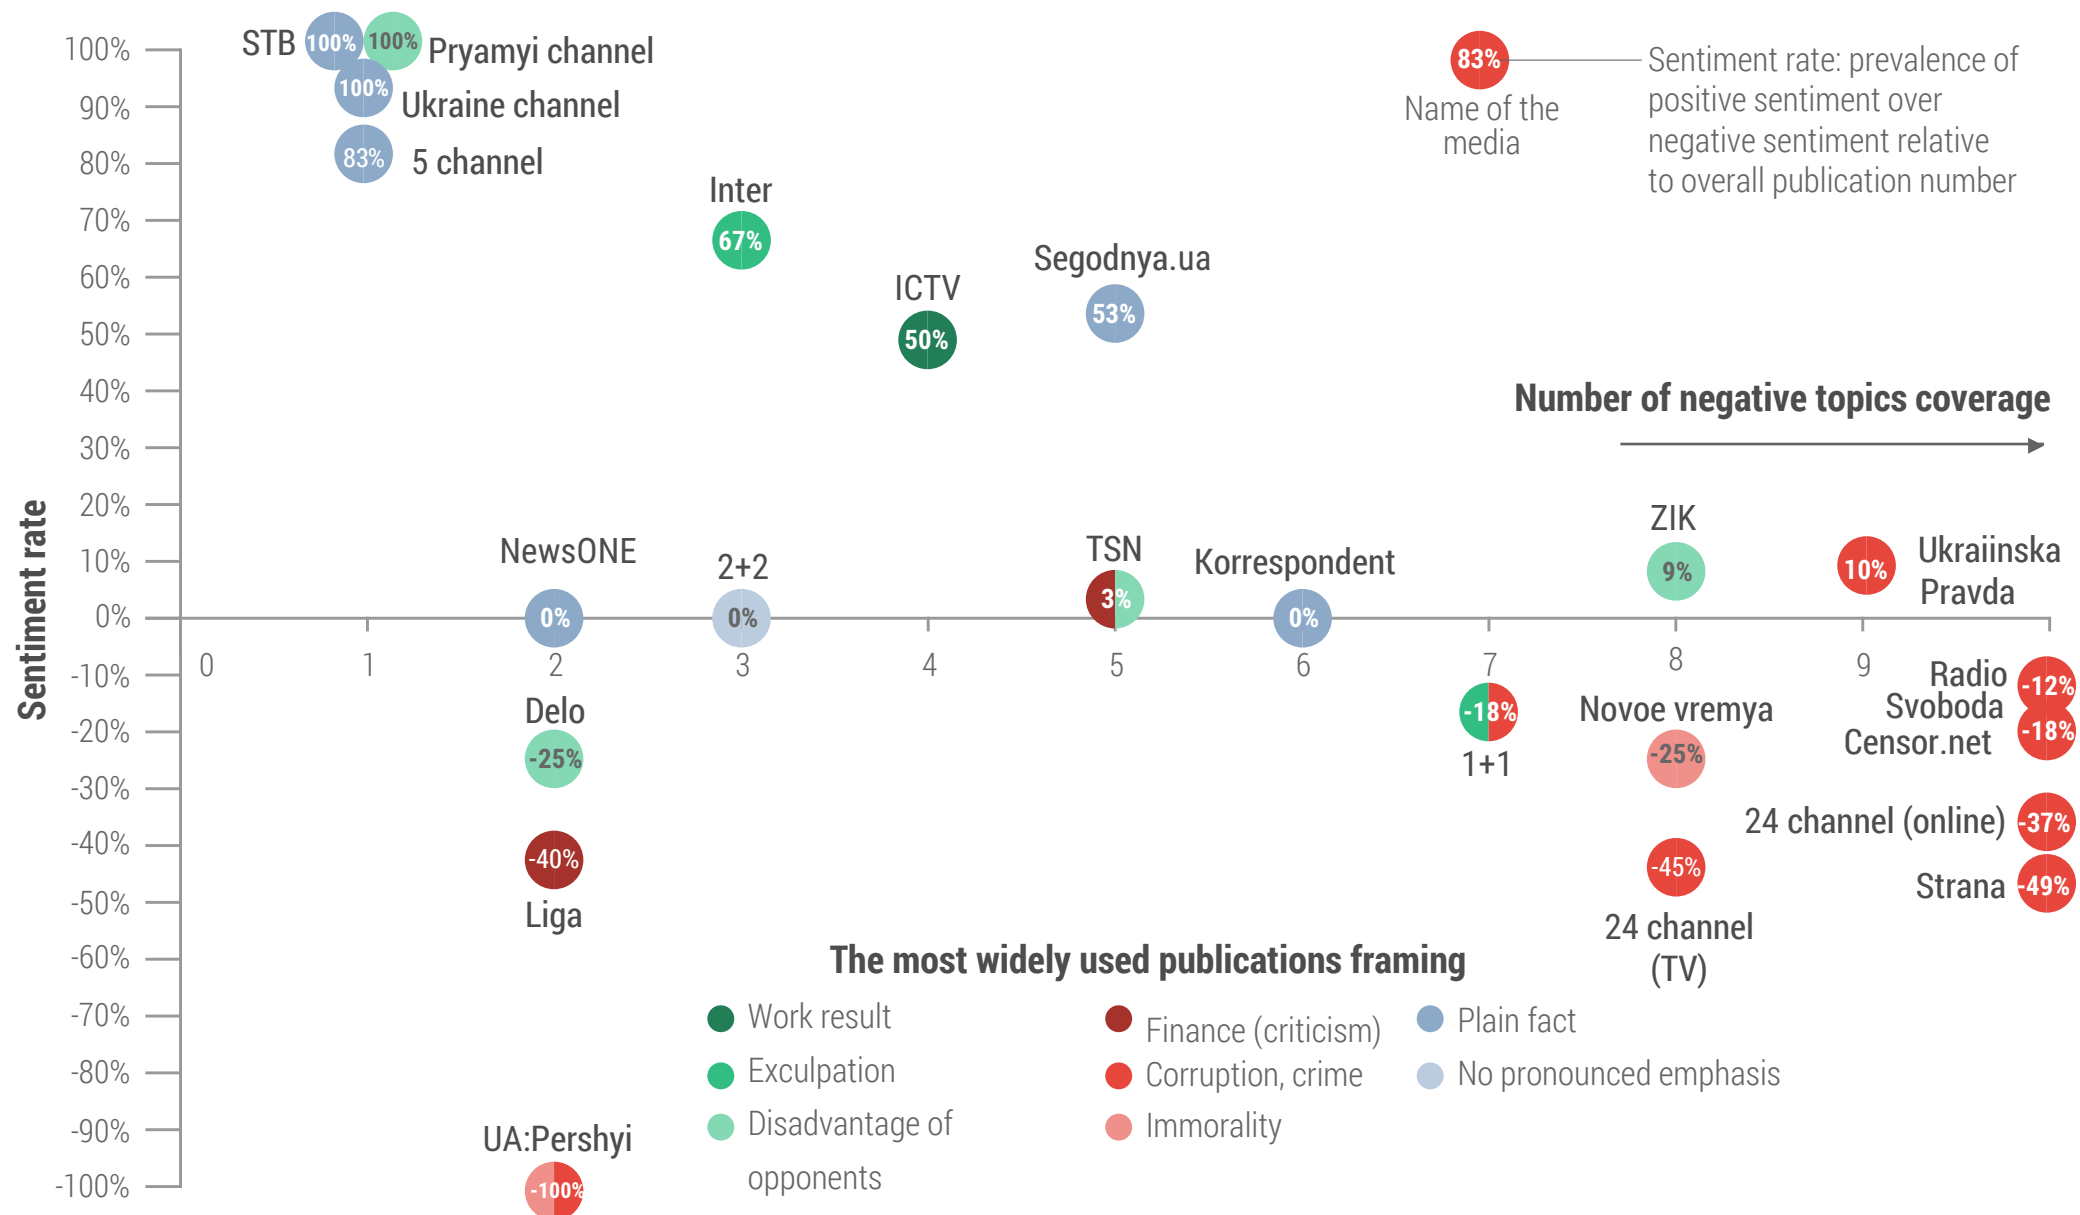 100%
90%
80%
70%
60%
50%
40%
30%
20%
10%
0%
-10%
-20%
-30%
-40%
-50%
-60%
-70%
-80%
-90%
-100%
Sentiment rate
STB
100%
100%
Pryamyi channel
100%
Ukraine channel
83%
5 channel
Inter
67%
ICTV
50%
Segodnya.ua
53%
83%
Name of the
media
Sentiment rate: prevalence of
positive sentiment over
negative sentiment relative
to overall publication number
Number of negative topics coverage
NewsONE
0%
2+2
0%
TSN
3%
Korrespondent
0%
ZIK
9%
10%
Ukraiinska
Pravda
0
1
2
3
4
5
6
7
8
9
Delo
-25%
-40%
Liga
UA:Pershyi
-100%
-18%
1+1
Novoe vremya
-25%
-45%
24 channel
(TV)
Radio
Svoboda
-12%
Censor.net
-18%
24 channel (online)
-37%
Strana
-49%
The most widely used publications framing
Work result
Exculpation
Disadvantage of
opponents
Finance (criticism)
Corruption, crime
Immorality
Plain fact
No pronounced emphasis